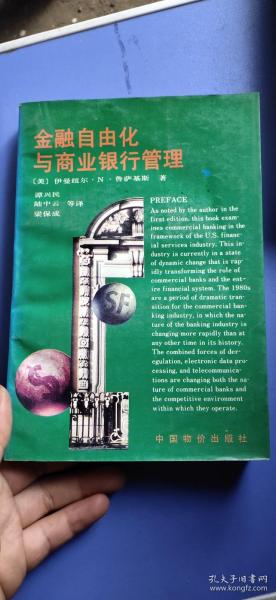 金融自由化
与商业银行管理
〔美〕伊曼纽尔·N·鲁萨基斯 著
谭兴民
陆中云 等译
梁保成
PREFACE
As noted by the author in the
first edition, this book exam-
ines commercial banking in the
framework of the U.S. finan-
cial services industry. This in-
dustry is currently in a state
of dynamic change that is rap-
idly transforming the role of
commercial banks and the ent-
ire financial system. The 1980s
are a period of dramatic tran-
sition for the commercial ban-
king industry, in which the na-
ture of the banking industry is
changing more rapidly than at
any other time in its history.
The combined forces of der-
egulation, electronic data pro-
cessing, and telecommunica-
tions are changing both the na-
ture of commercial banks and
the competitive environment
within which they operate.
SF
中国物价出版社
孔夫子旧书网
www.kongfz.com